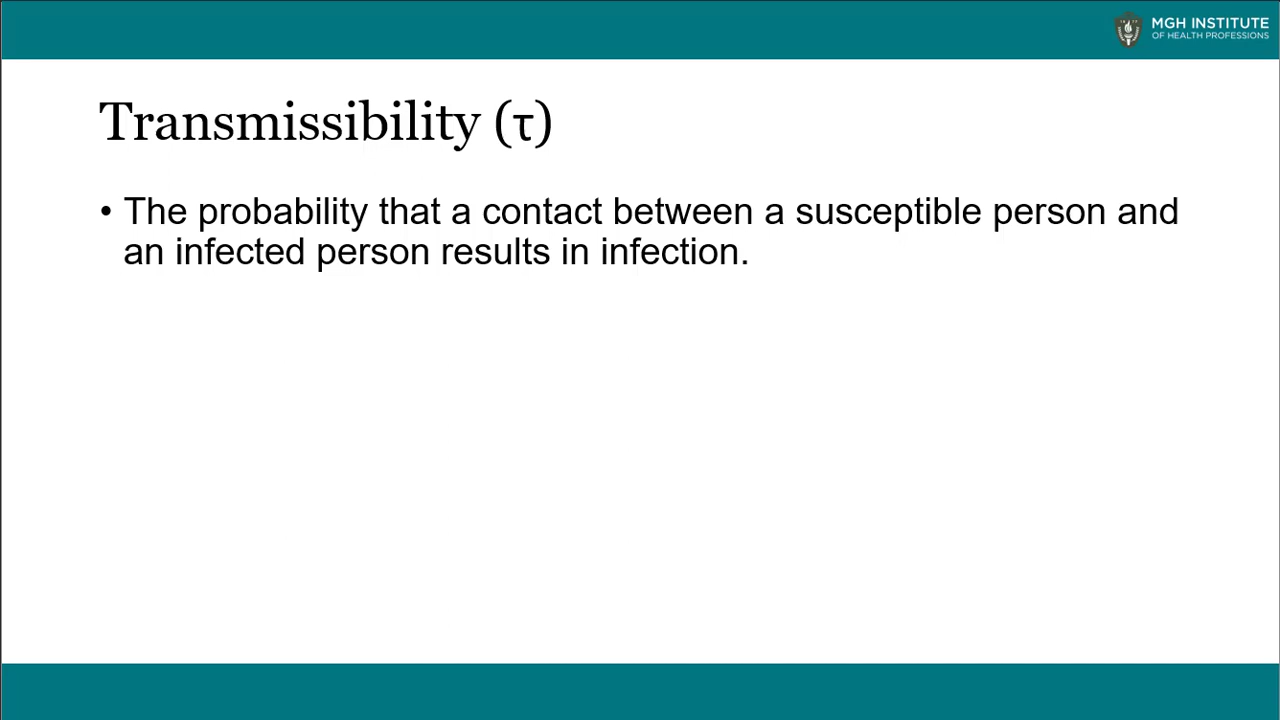 MGH INSTITUTE
OF HEALTH PROFESSIONS
Transmissibility (τ)
• The probability that a contact between a susceptible person and
an infected person results in infection.